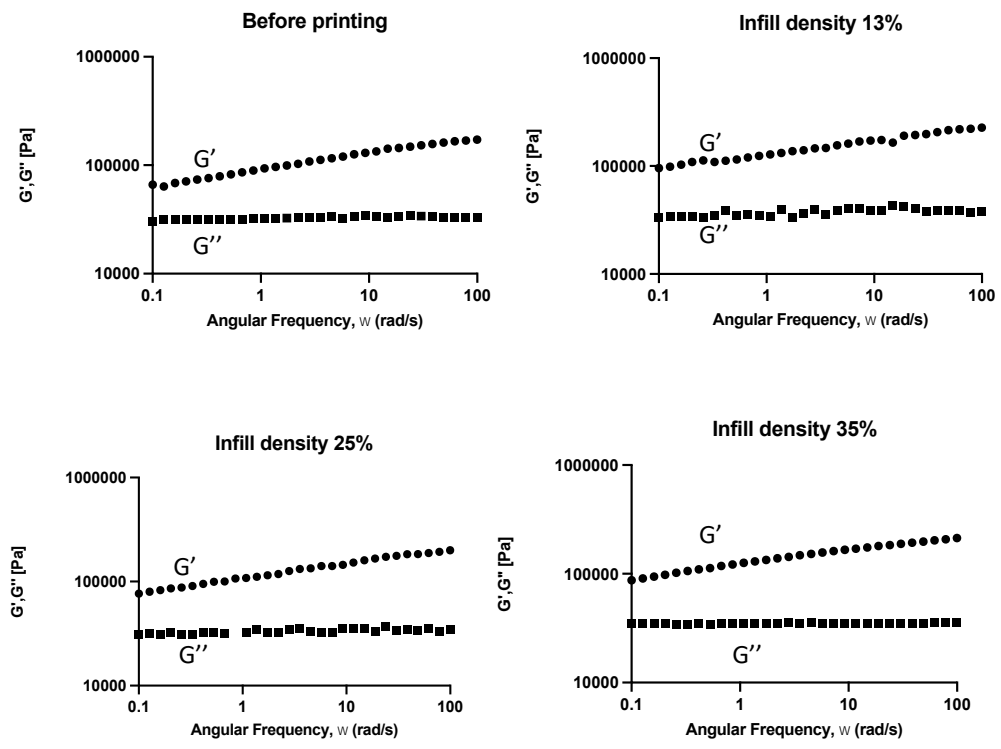 Before printing
1000000
100000
10000
G',G'' [Pa]
G'
G''
0.1 1 10 100
Angular Frequency, w (rad/s)
Infill density 13%
1000000
100000
10000
G',G'' [Pa]
G'
G''
0.1 1 10 100
Angular Frequency, w (rad/s)
Infill density 25%
1000000
100000
10000
G',G'' [Pa]
G'
G''
0.1 1 10 100
Angular Frequency, w (rad/s)
Infill density 35%
1000000
100000
10000
G',G'' [Pa]
G'
G''
0.1 1 10 100
Angular Frequency, w (rad/s)